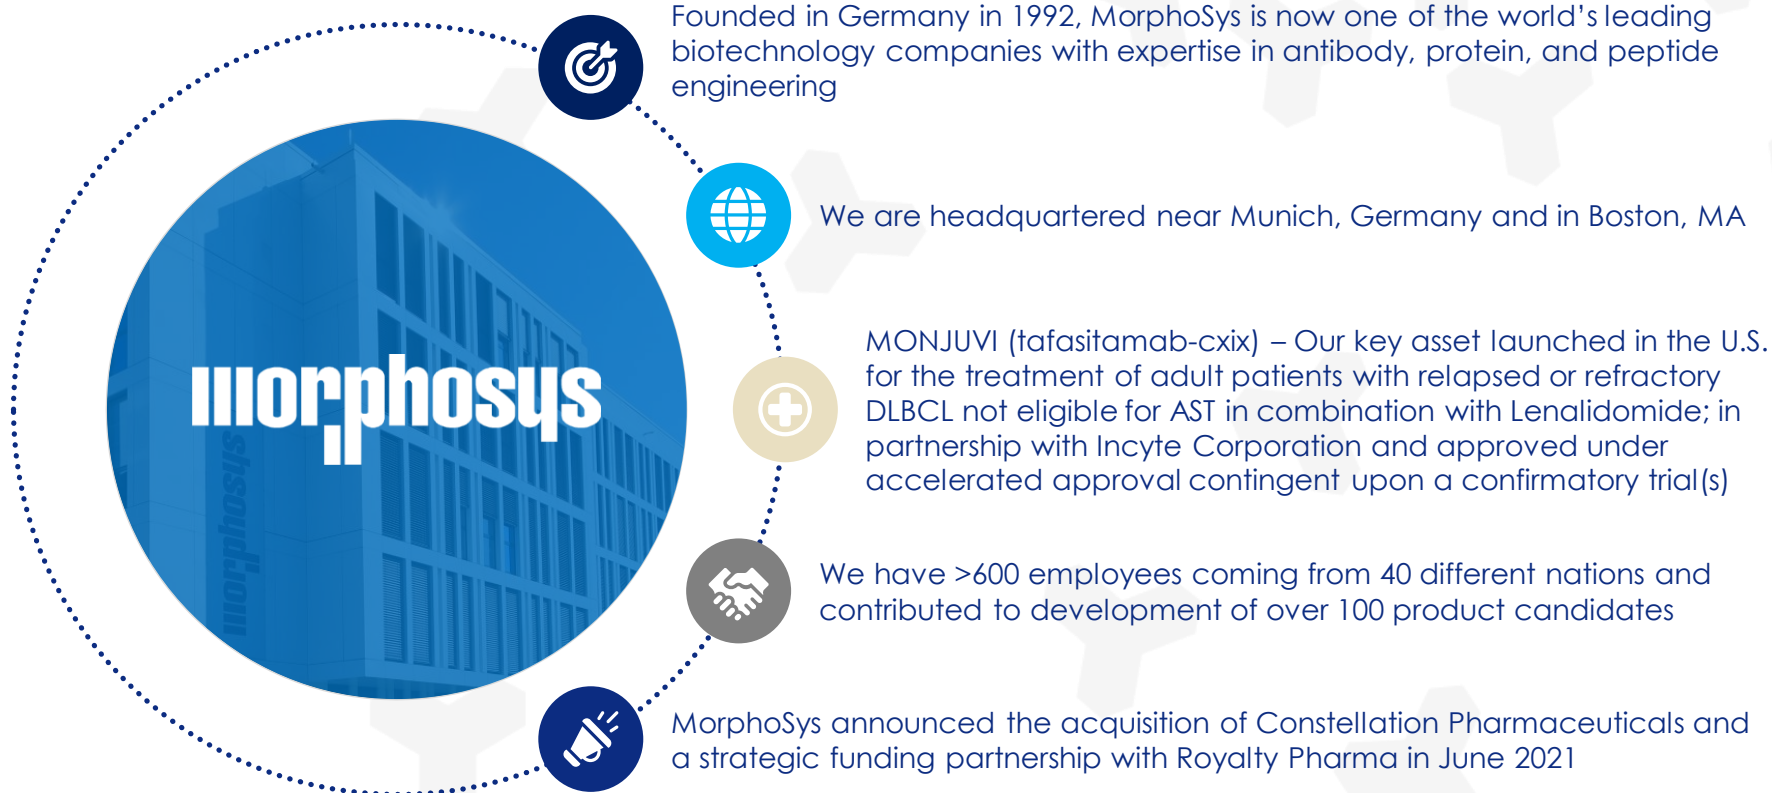 Founded in Germany in 1992, MorphoSys is now one of the world's leading
biotechnology companies with expertise in antibody, protein, and peptide
engineering
We are headquartered near Munich, Germany and in Boston, MA
morphosys
morphosys
MONJUVI (tafasitamab-cxix) – Our key asset launched in the U.S.
for the treatment of adult patients with relapsed or refractory
DLBCL not eligible for AST in combination with Lenalidomide; in
partnership with Incyte Corporation and approved under
accelerated approval contingent upon a confirmatory trial(s)
We have >600 employees coming from 40 different nations and
contributed to development of over 100 product candidates
MorphoSys announced the acquisition of Constellation Pharmaceuticals and
a strategic funding partnership with Royalty Pharma in June 2021